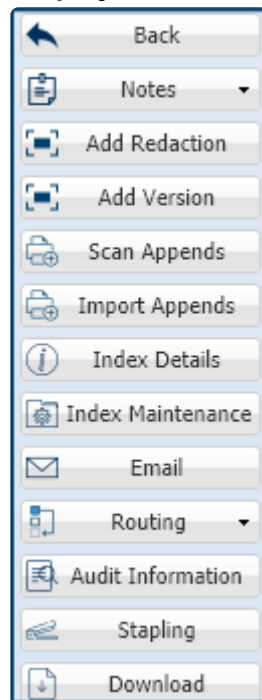 Back
Notes
Add Redaction
Add Version
Scan Appends
Import Appends
Index Details
Index Maintenance
Email
Routing
Audit Information
Stapling
Download